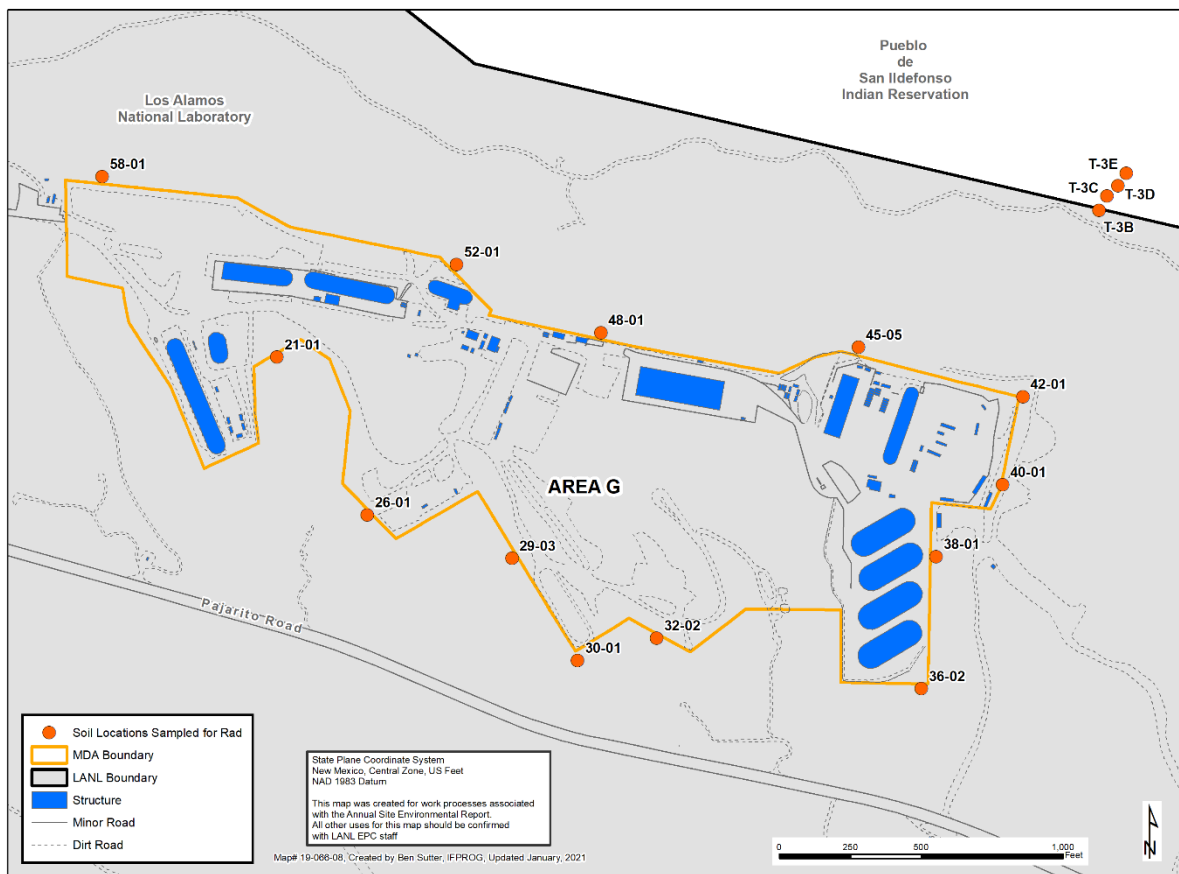 Pueblo
de
San Ildefonso
Indian Reservation
Los Alamos
National Laboratory
58-01
T-3E
T-3C
T-3D
T-3B
52-01
48-01
45-05
21-01
42-01
40-01
AREA G
26-01
29-03
38-01
Pajarito Road
32-02
30-01
36-02
Soil Locations Sampled for Rad
MDA Boundary
LANL Boundary
Structure
Minor Road
Dirt Road
State Plane Coordinate System
New Mexico, Central Zone, US Feet
NAD 1983 Datum
This map was created for work processes associated
with the Annual Site Environmental Report.
All other uses for this map should be confirmed
with LANL EPC staff
Map# 19-066-08, Created by Ben Sutter, IFPROG, Updated January, 2021
0 250 500 1,000
Feet
N